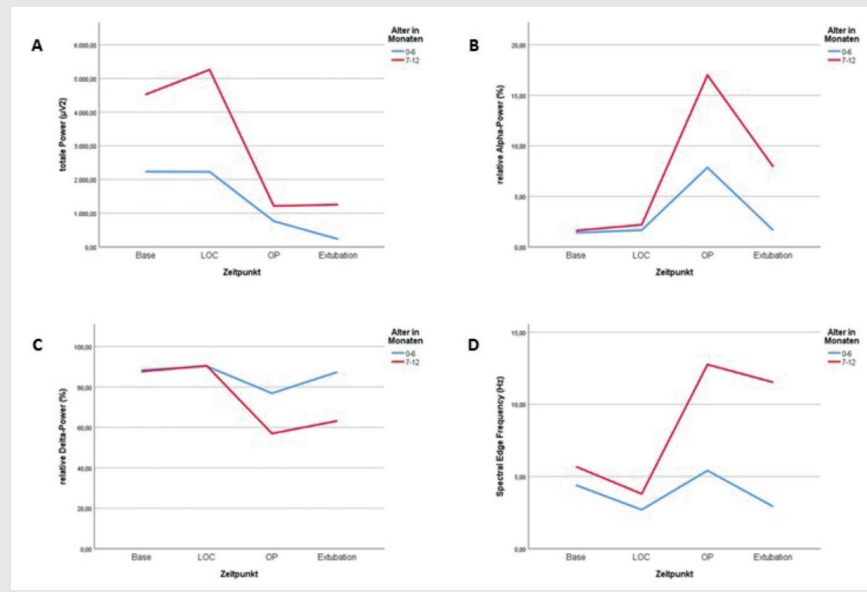 A
Alter in
Monaten
0-6
7-12
totale Power (µV2)
6.000,00
5.000,00
4.000,00
3.000,00
2.000,00
1.000,00
0,00
Base LOC OP Extubation
Zeitpunkt
B
Alter in
Monaten
0-6
7-12
relative Alpha-Power (%)
20,00
15,00
10,00
5,00
0,00
Base LOC OP Extubation
Zeitpunkt
C
Alter in
Monaten
0-6
7-12
relative Delta-Power (%)
100,00
80,00
60,00
40,00
20,00
0,00
Base LOC OP Extubation
Zeitpunkt
D
Alter in
Monaten
0-6
7-12
Spectral Edge Frequency (Hz)
15,00
10,00
5,00
0,00
Base LOC OP Extubation
Zeitpunkt